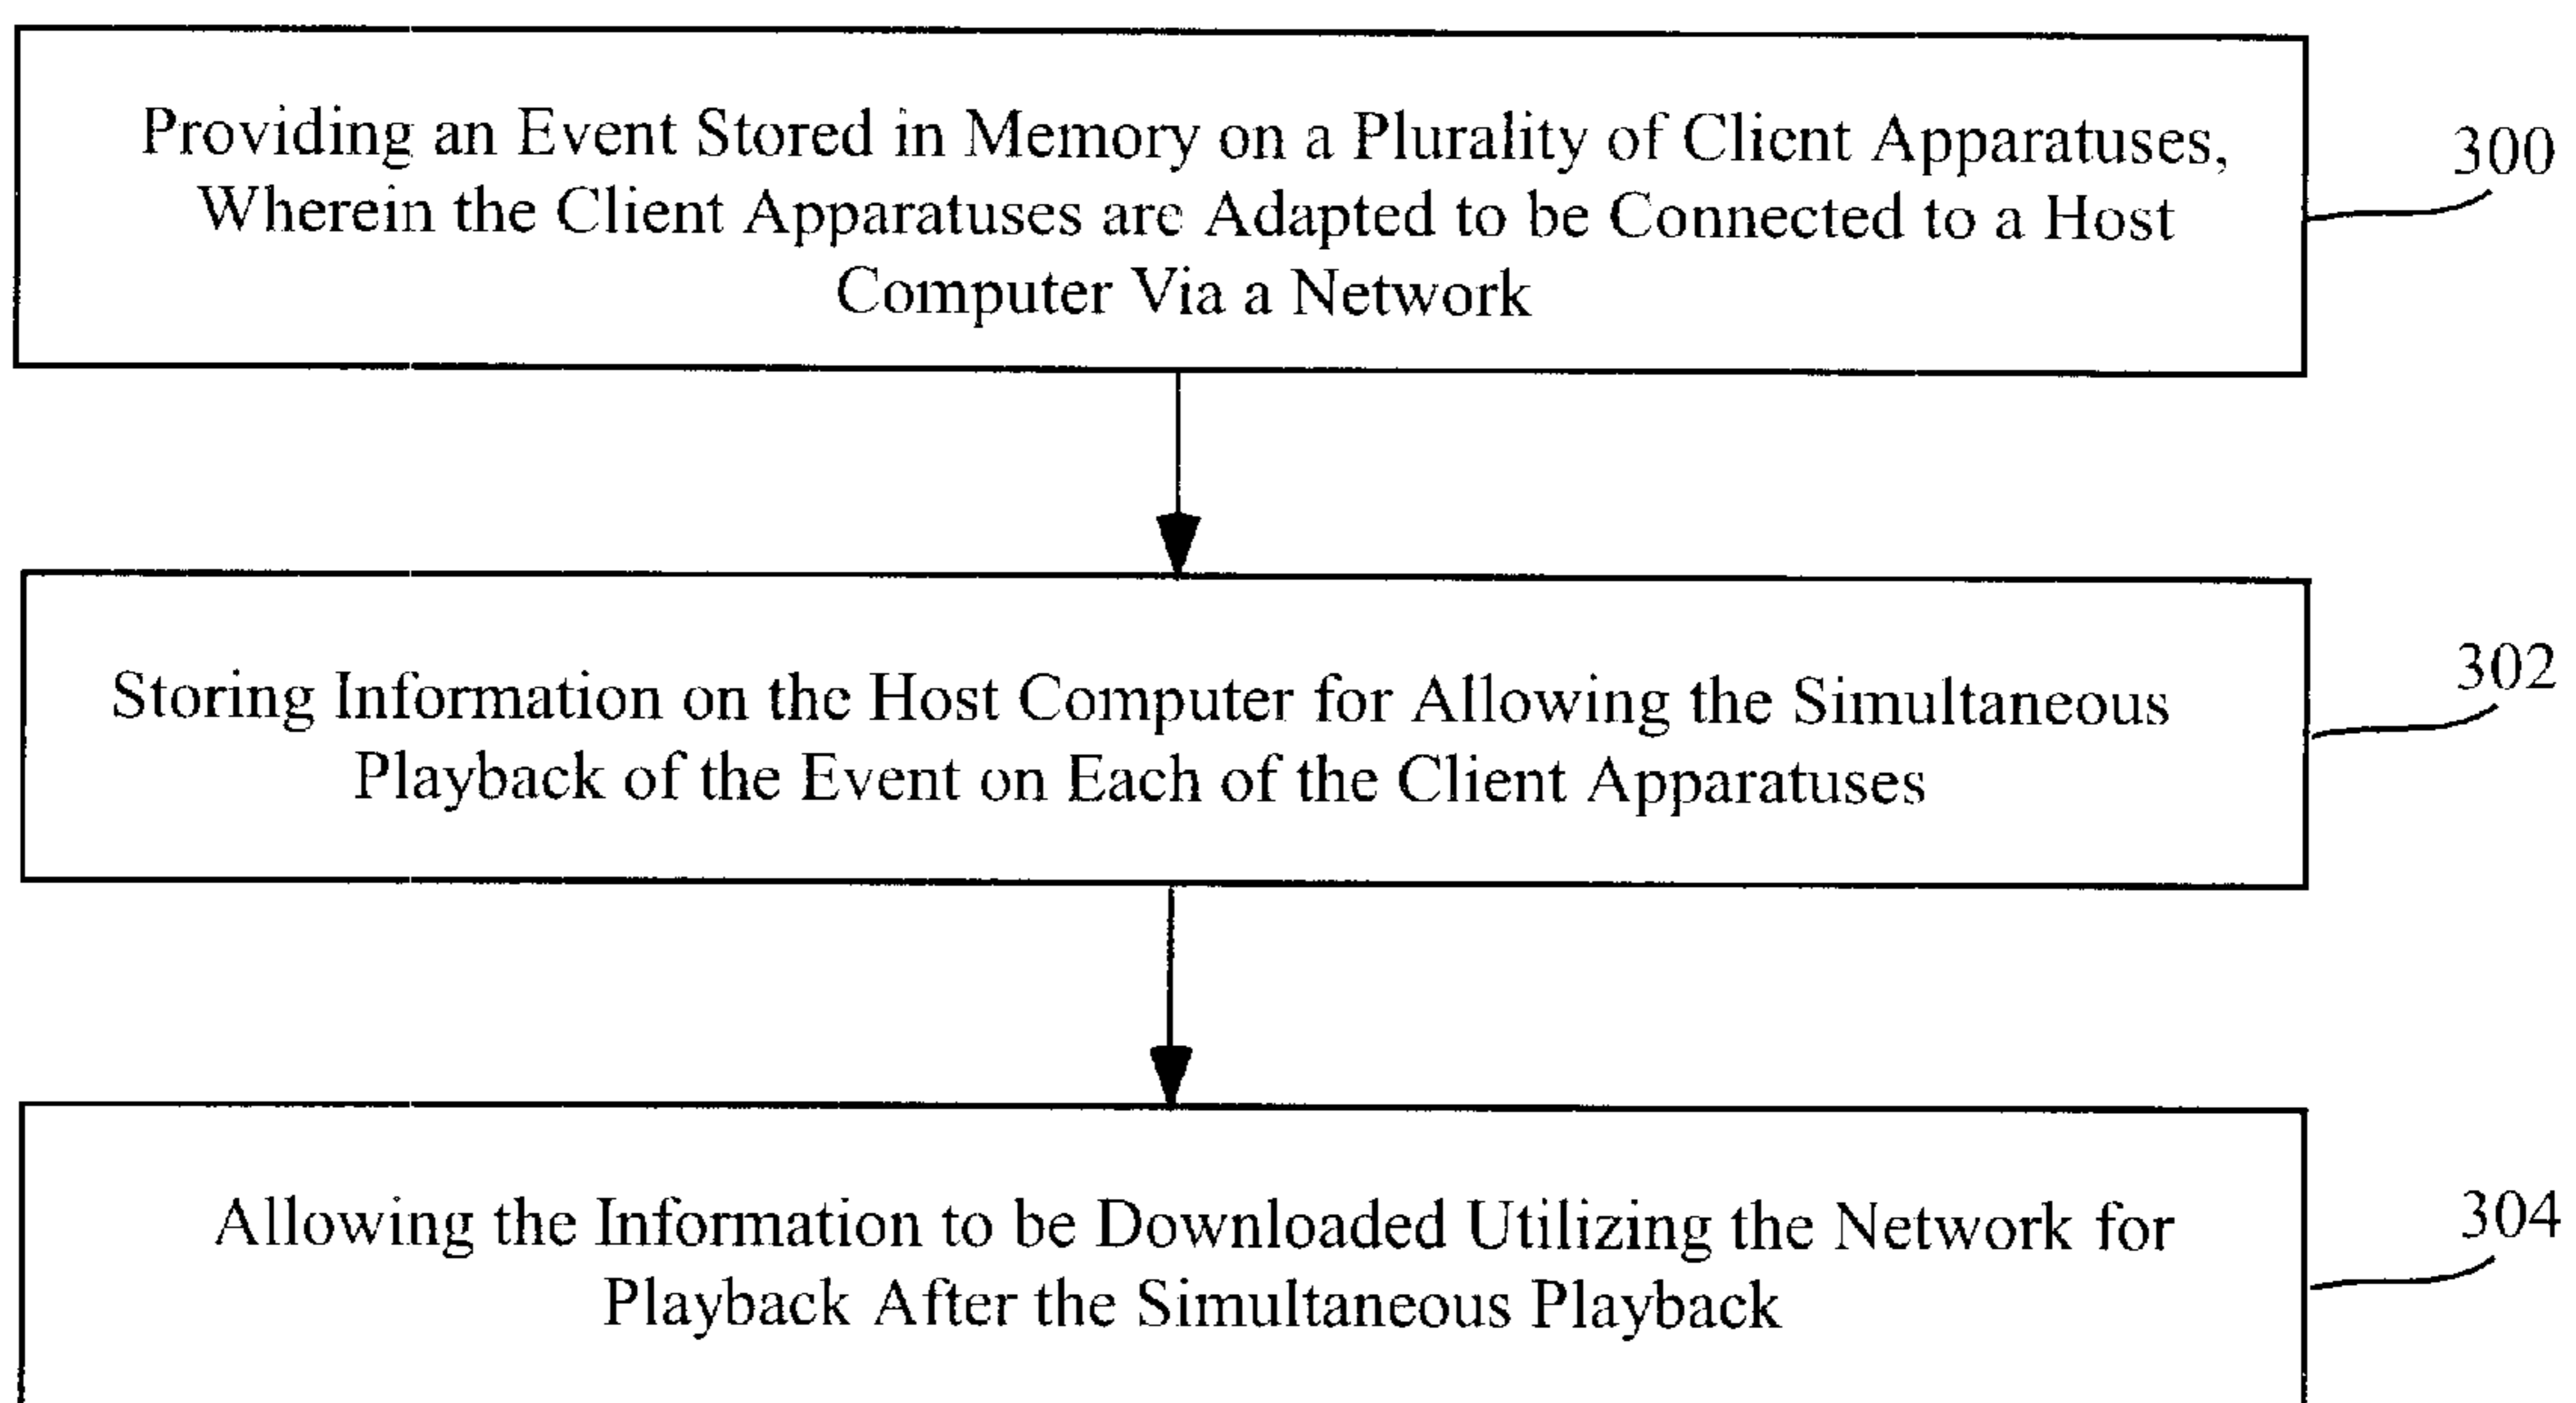 Providing an Event Stored in Memory on a Plurality of Client Apparatuses,
Wherein the Client Apparatuses are Adapted to be Connected to a Host
Computer Via a Network
300
Storing Information on the Host Computer for Allowing the Simultaneous
Playback of the Event on Each of the Client Apparatuses
302
Allowing the Information to be Downloaded Utilizing the Network for
Playback After the Simultaneous Playback
304